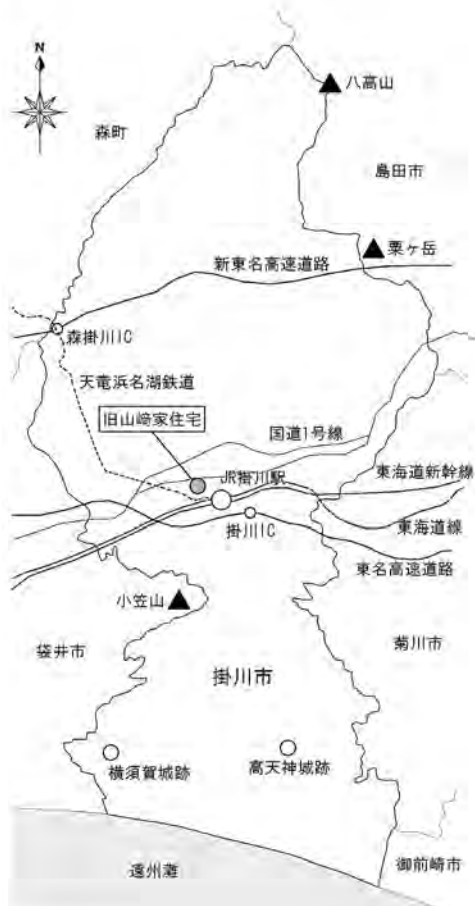 N
八高山
森町
島田市
粟ヶ岳
新東名高速道路
森掛川IC
天竜浜名湖鉄道
旧山﨑家住宅
国道1号線
JR掛川駅
東海道新幹線
掛川IC
東海道線
東名高速道路
小笠山
袋井市
菊川市
掛川市
横須賀城跡
高天神城跡
御前崎市
遠州灘